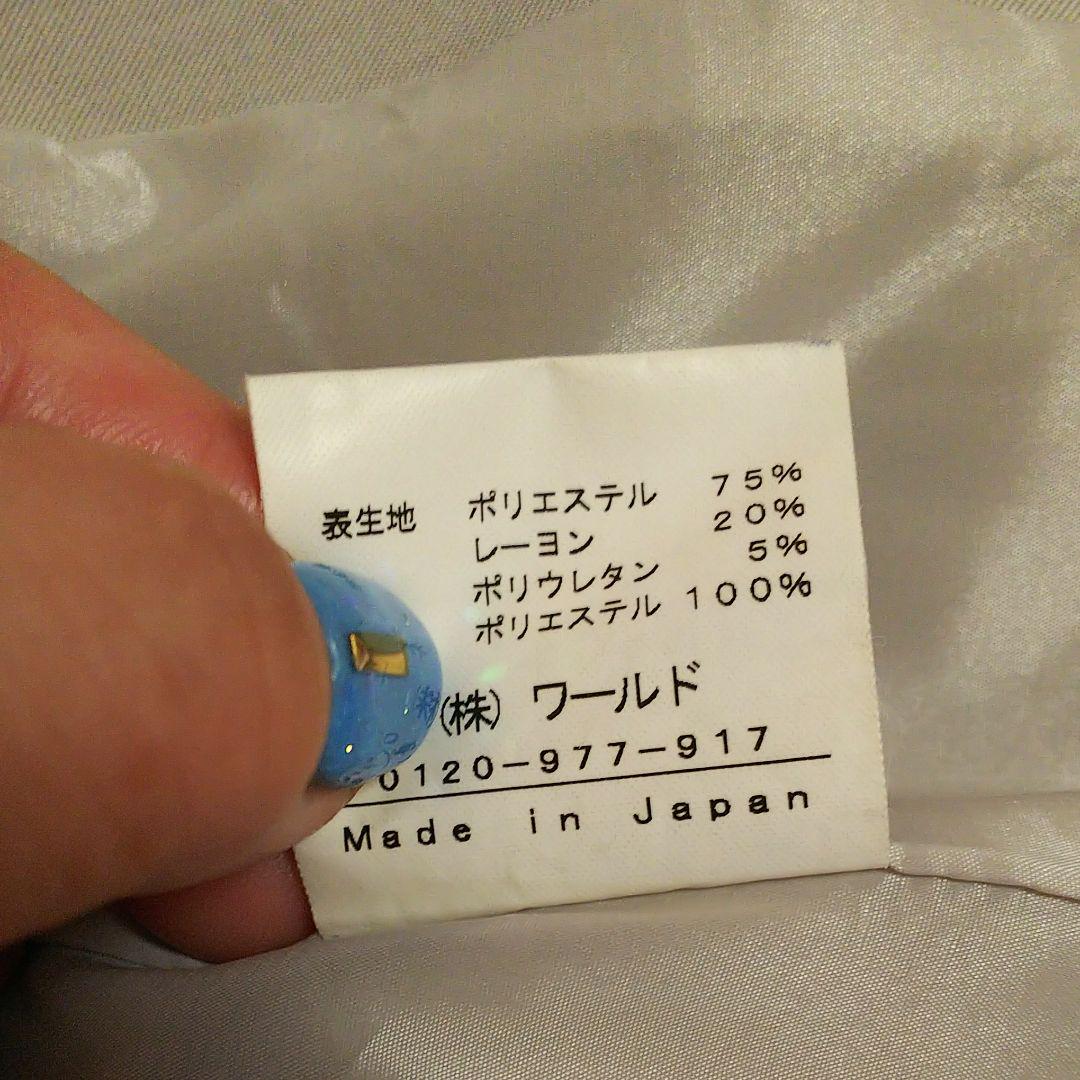 表生地 ポリエステル 75%
レーヨン 20%
ポリウレタン 5%
ポリエステル 100%
(株) ワールド
0120-977-917
Made in Japan